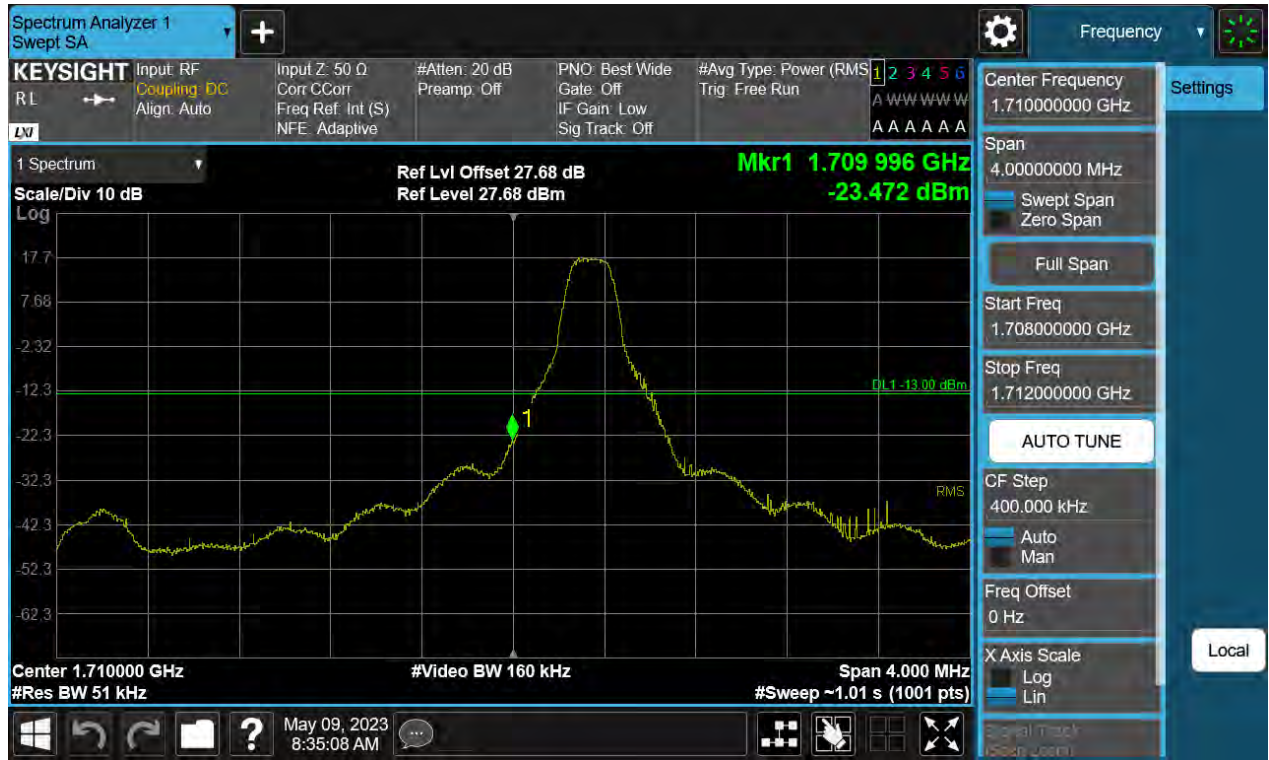 Spectrum Analyzer 1
Swept SA
Frequency
KEYSIGHT
RL
LXI
Input: RF
Coupling: DC
Align: Auto
Input Z: 50 Ω
Corr CCorr
Freq Ref: Int (S)
NFE: Adaptive
#Atten: 20 dB
Preamp: Off
PNO: Best Wide
Gate: Off
IF Gain: Low
Sig Track: Off
#Avg Type: Power (RMS
Trig: Free Run
1 2 3 4 5 6
A W W W W W
A A A A A A
1 Spectrum
Scale/Div 10 dB
Ref Lvl Offset 27.68 dB
Ref Level 27.68 dBm
Mkr1 1.709 996 GHz
-23.472 dBm
Log
17.7
7.68
-2.32
-12.3
-22.3
-32.3
-42.3
-52.3
-62.3
DL1 -13.00 dBm
1
RMS
Center 1.710000 GHz
#Video BW 160 kHz
Span 4.000 MHz
#Res BW 51 kHz
#Sweep ~1.01 s (1001 pts)
Center Frequency
1.710000000 GHz
Settings
Span
4.00000000 MHz
Swept Span
Zero Span
Full Span
Start Freq
1.708000000 GHz
Stop Freq
1.712000000 GHz
AUTO TUNE
CF Step
400.000 kHz
Auto
Man
Freq Offset
0 Hz
X Axis Scale
Log
Lin
Local
Signal Track
(Span Zoom)
?
May 09, 2023
8:35:08 AM